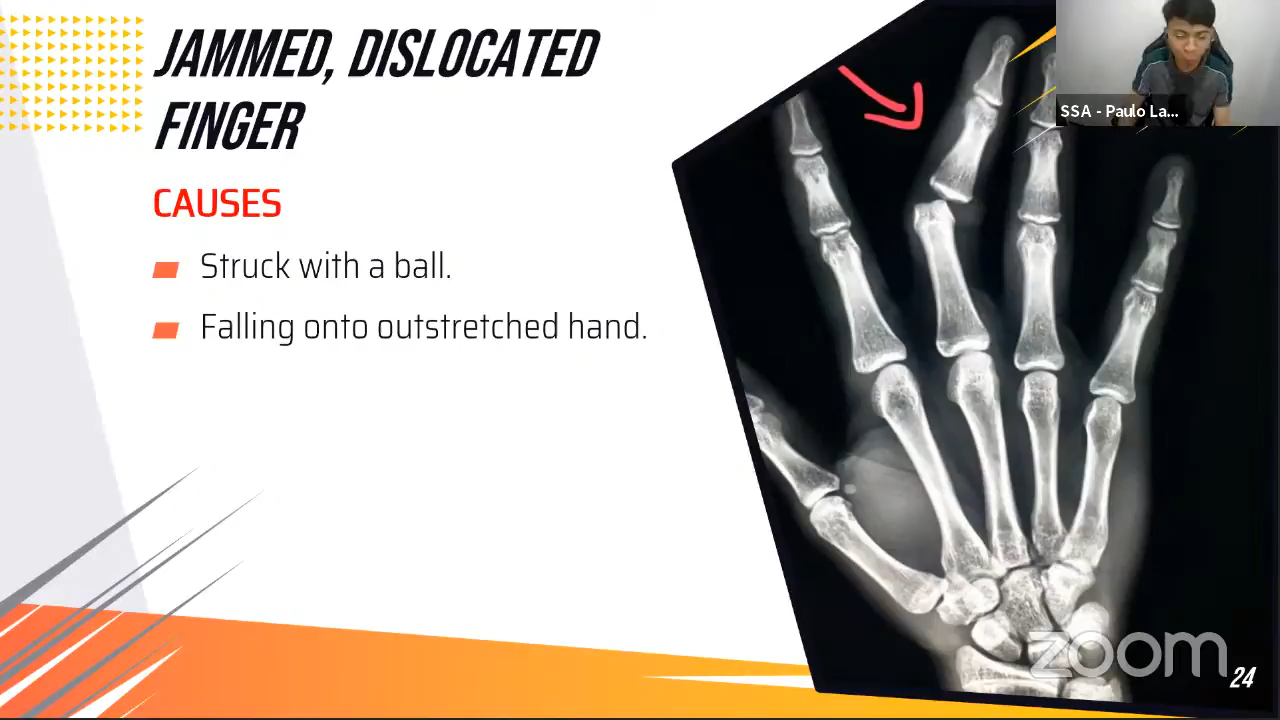 JAMMED, DISLOCATED
FINGER
CAUSES
Struck with a ball.
Falling onto outstretched hand.
SSA - Paulo La...
zoom
24